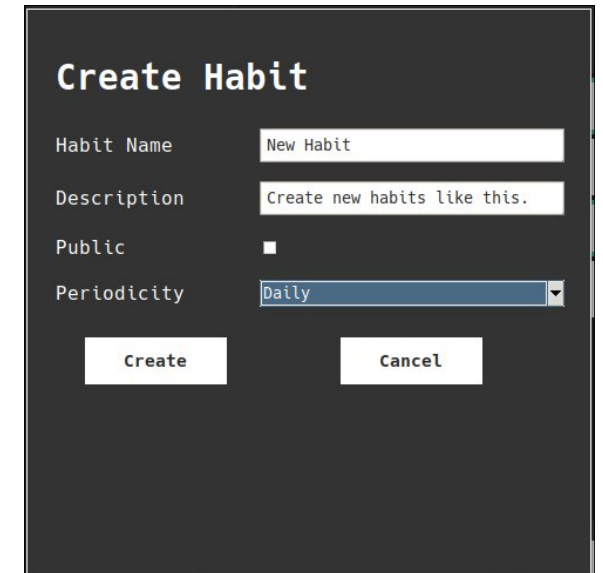 Create Habit
Habit Name New Habit
Description Create new habits like this.
Public
Periodicity Daily
Create Cancel